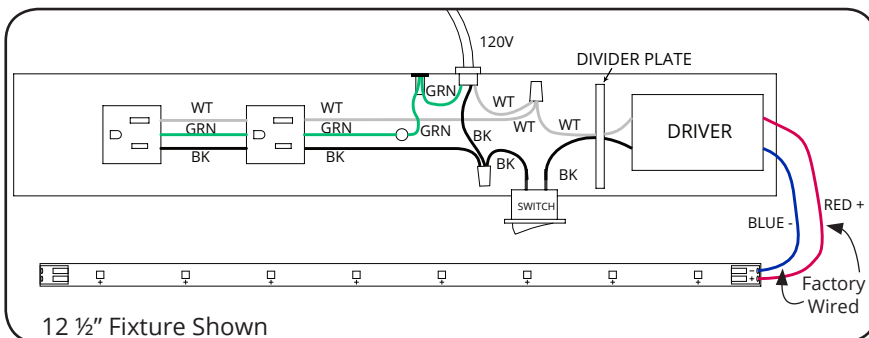 120V
DIVIDER PLATE
GRN
WT
WT
WT
WT
WT
GRN
GRN
GRN
BK
BK
BK
BK
BK
DRIVER
SWITCH
RED +
BLUE -
- 
+
+
+
+
+
+
+
+
+
Factory
Wired
12 ½” Fixture Shown